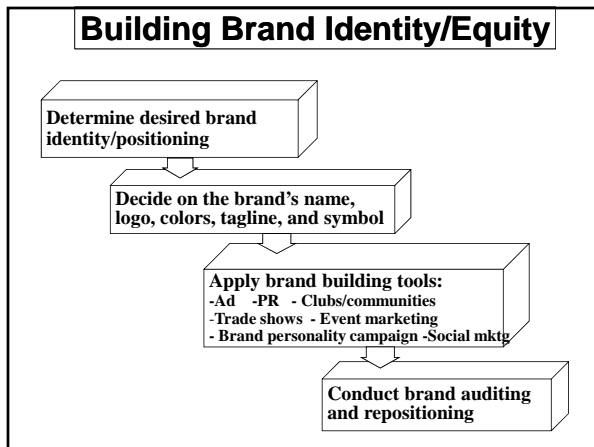 Building Brand Identity/Equity
Determine desired brand
identity/positioning
Decide on the brand's name,
logo, colors, tagline, and symbol
Apply brand building tools:
-Ad -PR - Clubs/communities
-Trade shows - Event marketing
- Brand personality campaign -Social mktg
Conduct brand auditing
and repositioning